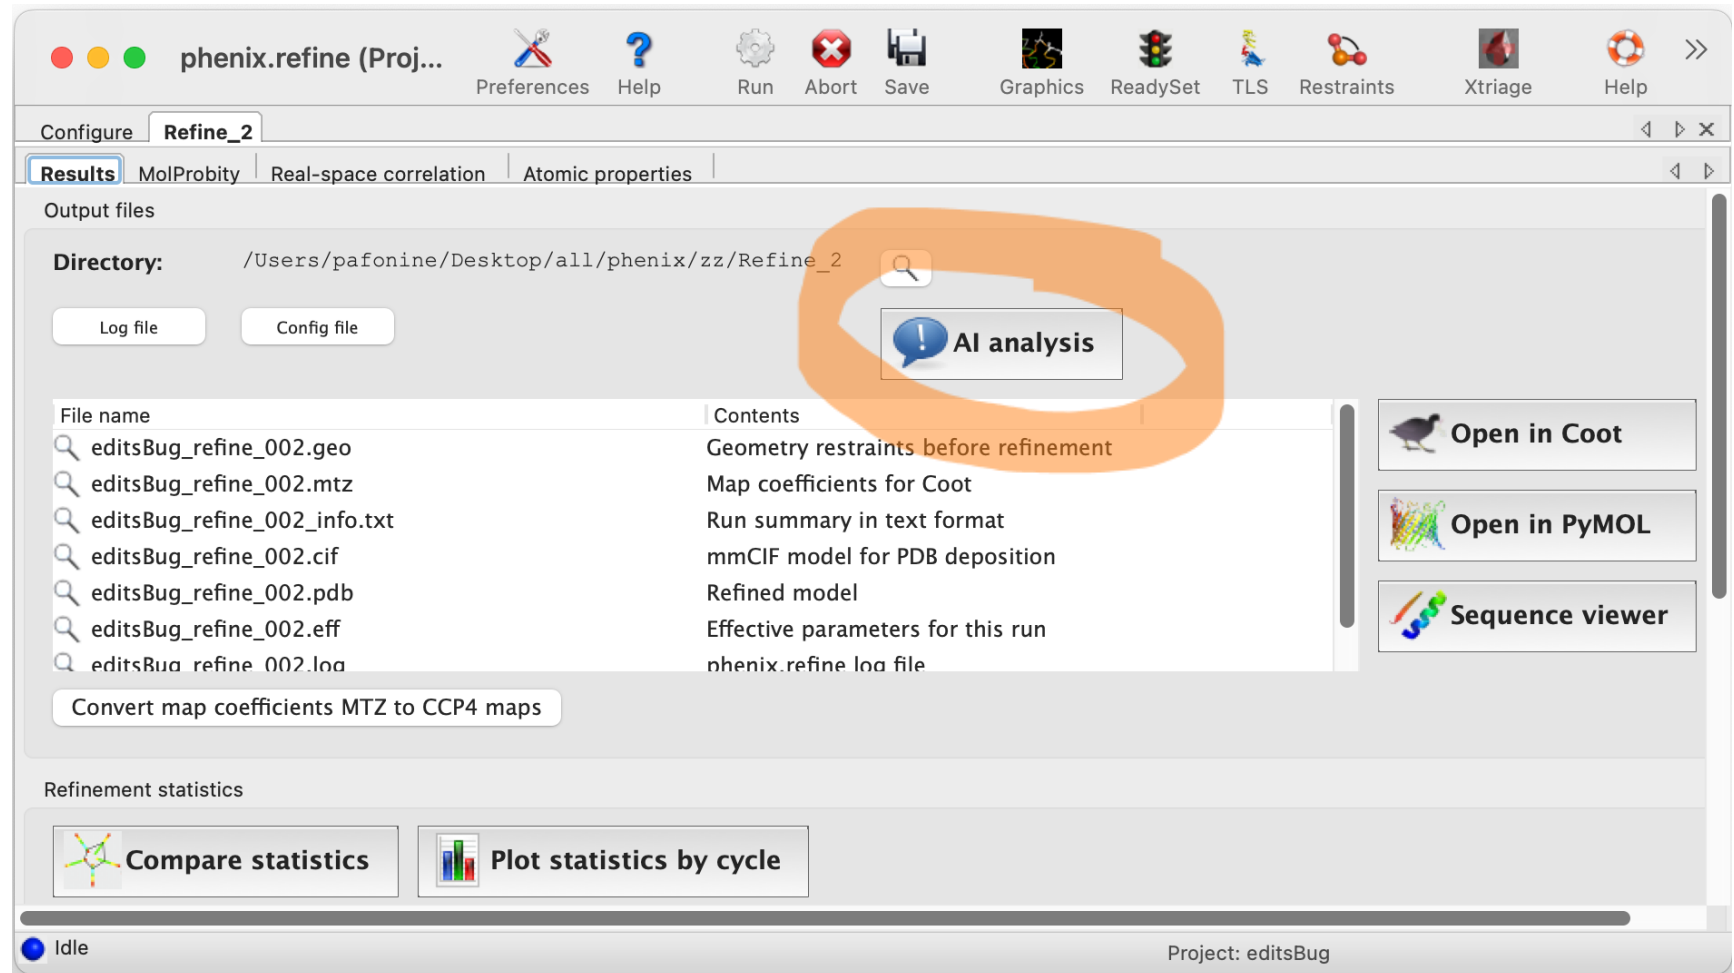 phenix.refine (Proj...
Preferences Help Run Abort Save Graphics ReadySet TLS Restraints Xtriage Help
Configure Refine_2
Results MolProbity Real-space correlation Atomic properties
Output files
Directory: /Users/pafonine/Desktop/all/phenix/zz/Refine_2
Log file Config file AI analysis
File name Contents
editsBug_refine_002.geo Geometry restraints before refinement
editsBug_refine_002.mtz Map coefficients for Coot
editsBug_refine_002_info.txt Run summary in text format
editsBug_refine_002.cif mmCIF model for PDB deposition
editsBug_refine_002.pdb Refined model
editsBug_refine_002.eff Effective parameters for this run
editsBug_refine_002.log phenix.refine log file
Open in Coot
Open in PyMOL
Sequence viewer
Convert map coefficients MTZ to CCP4 maps
Refinement statistics
Compare statistics Plot statistics by cycle
Idle Project: editsBug